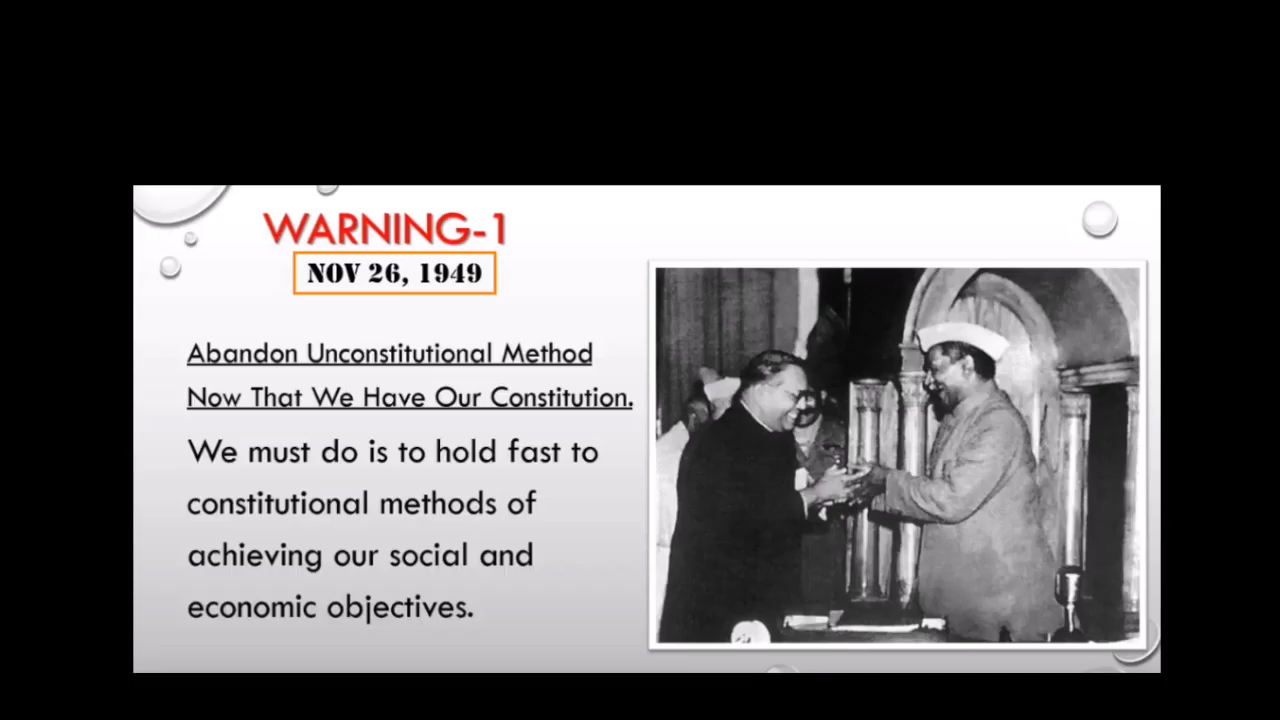 WARNING-1
NOV 26, 1949
Abandon Unconstitutional Method
Now That We Have Our Constitution.
We must do is to hold fast to
constitutional methods of
achieving our social and
economic objectives.